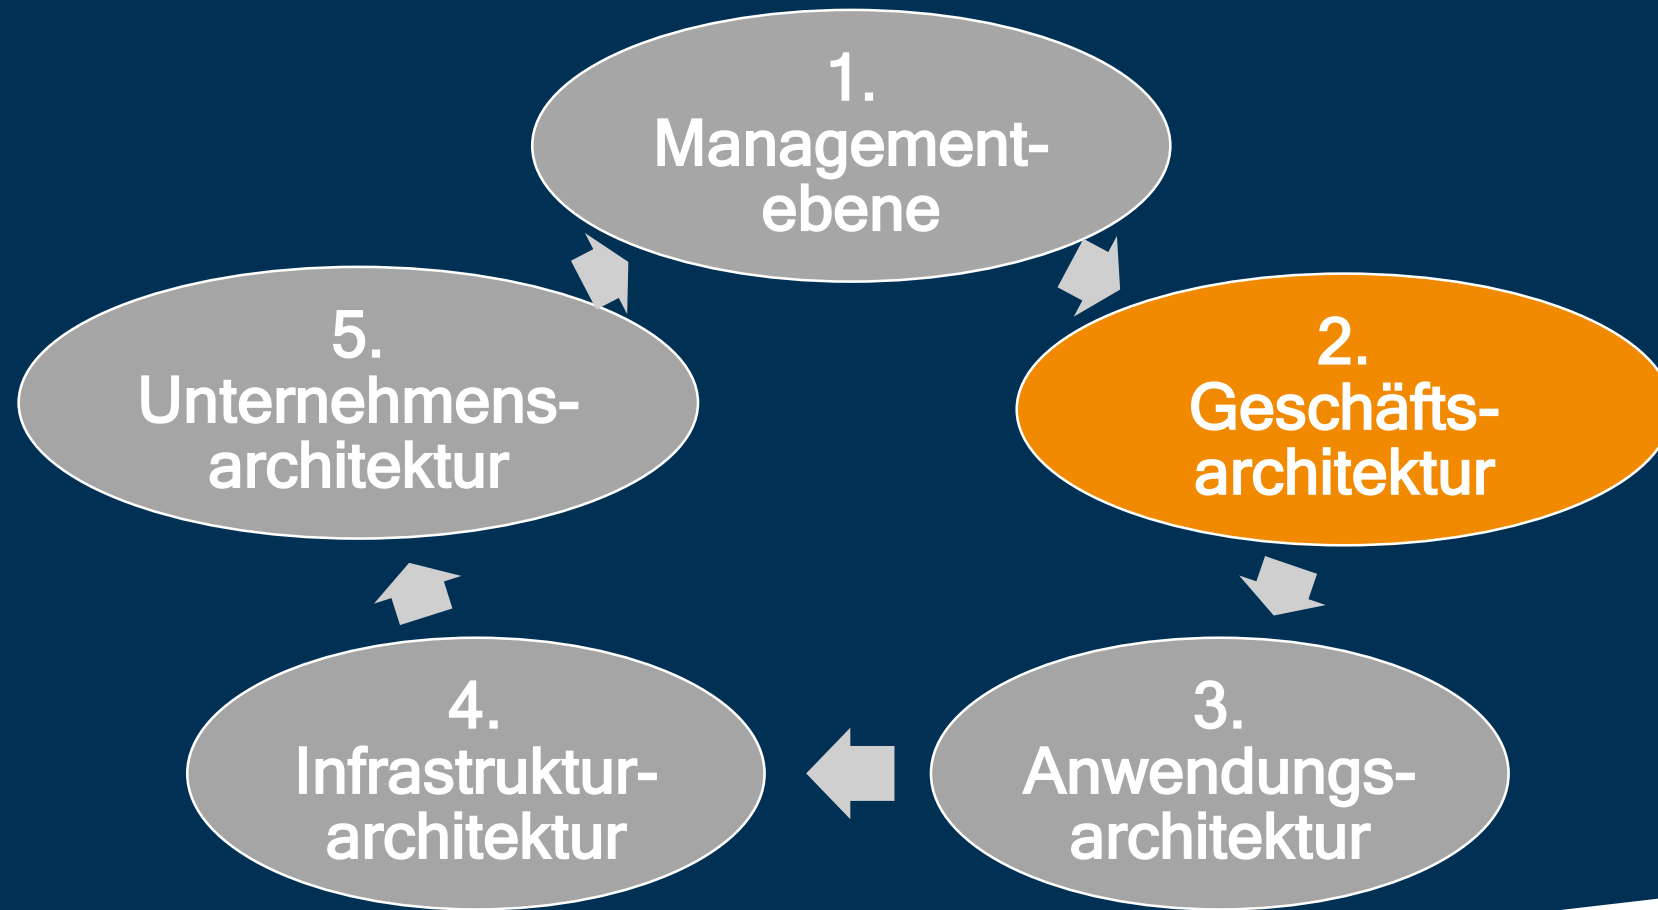 1.
Management-
ebene
2.
Geschäfts-
architektur
3.
Anwendungs-
architektur
4.
Infrastruktur-
architektur
5.
Unternehmens-
architektur